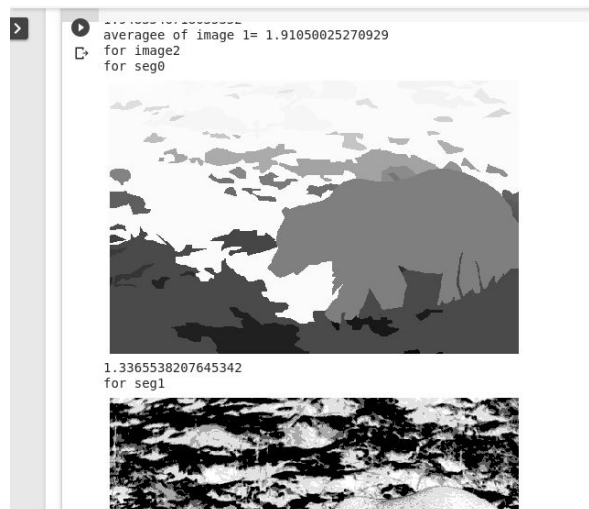 averagee of image 1= 1.91050025270929
for image2
for seg0
1.3365538207645342
for seg1